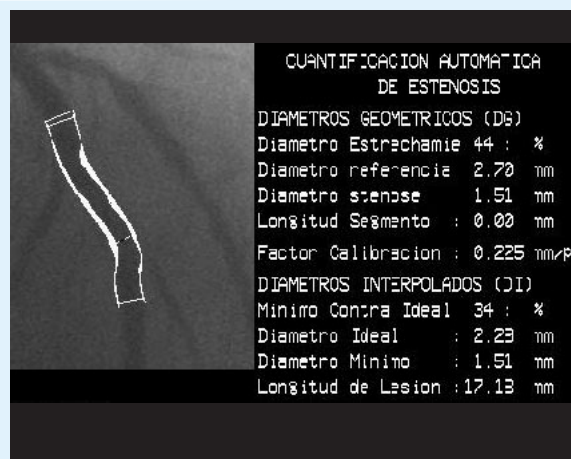 CUANTIFICACION AUTOMATICA
DE ESTENOSIS
DIAMETROS GEOMETRICOS (DG)
Diametro Estrechamie 44 : %
Diametro referencia 2.70 mm
Diametro stenose 1.51 mm
Longitud Segmento : 0.00 mm
Factor Calibracion : 0.225 mm/p
DIAMETROS INTERPOLADOS (DI)
Minimo Contra Ideal 34 : %
Diametro Ideal : 2.23 mm
Diametro Minimo : 1.51 mm
Longitud de Lesion : 17.13 mm